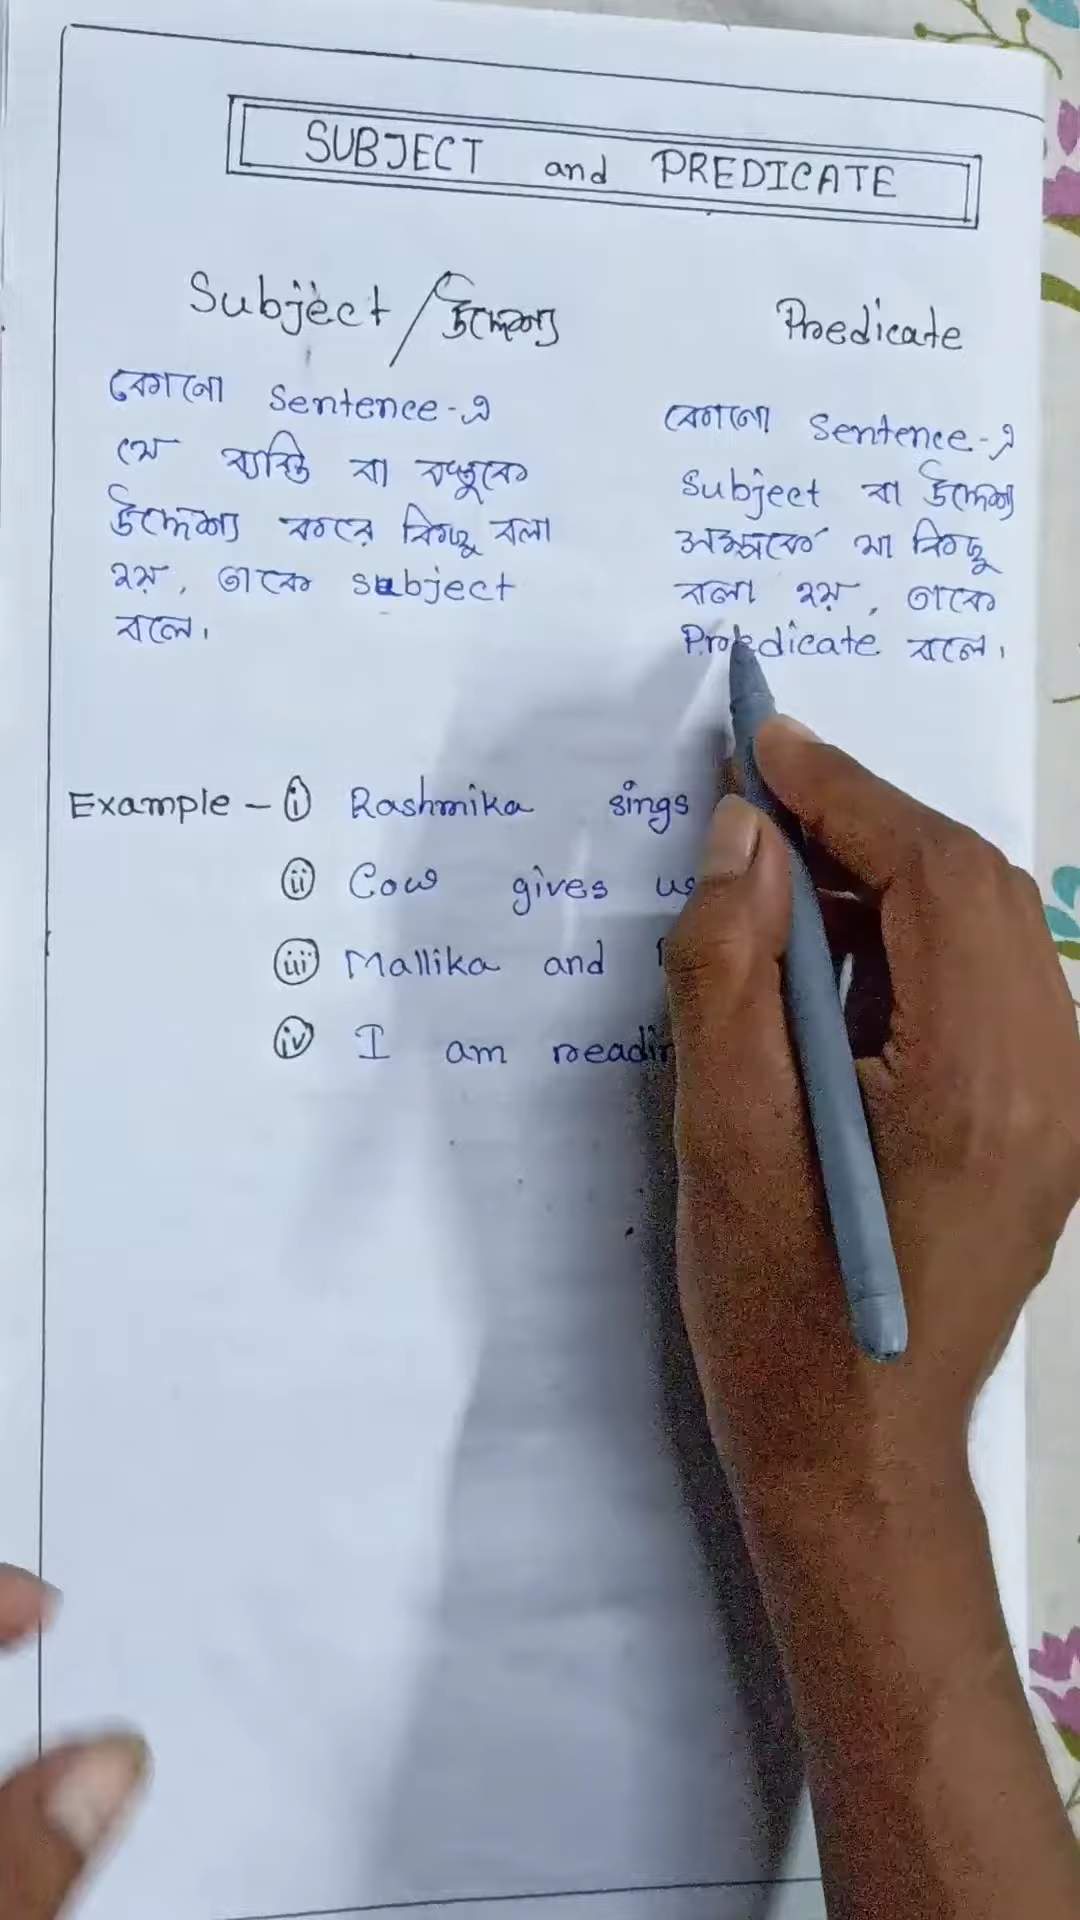 SUBJECT and PREDICATE
Subject / উদ্দেশ্য
কোনো Sentence-এ
যে ব্যক্তি বা বস্তুকে
উদ্দেশ্য করে কিছু বলা
হয়, তাকে subject
বলে।
Predicate
কোনো Sentence-এ
Subject বা উদ্দেশ্য
সম্পর্কে যা কিছু
বলা হয়, তাকে
Predicate বলে।
Example - (i) Rashmika sings
(ii) Cow gives us
(iii) Mallika and
(iv) I am